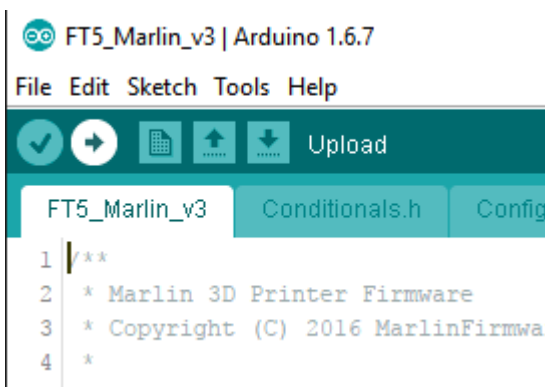 FT5_Marlin_v3 | Arduino 1.6.7
File Edit Sketch Tools Help
Upload
FT5_Marlin_v3 Conditionals.h
1 /**
2 * Marlin 3D Printer Firmware
3 * Copyright (C) 2016 MarlinFirmwa
4 *